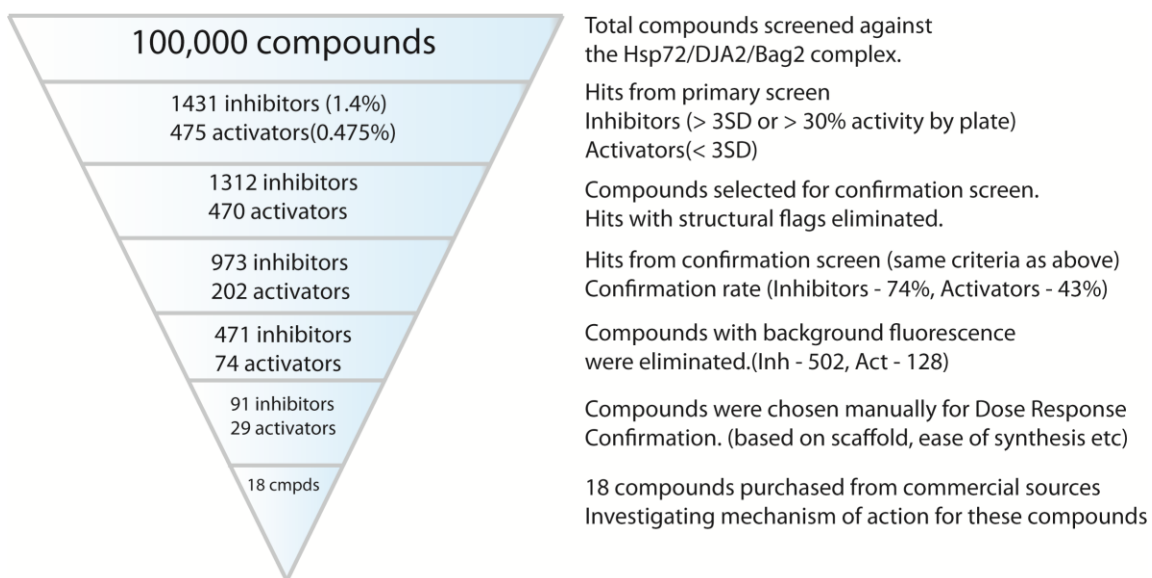 100,000 compounds
Total compounds screened against
the Hsp72/DJA2/Bag2 complex.
1431 inhibitors (1.4%)
475 activators(0.475%)
Hits from primary screen
Inhibitors (> 3SD or > 30% activity by plate)
Activators(< 3SD)
1312 inhibitors
470 activators
Compounds selected for confirmation screen.
Hits with structural flags eliminated.
973 inhibitors
202 activators
Hits from confirmation screen (same criteria as above)
Confirmation rate (Inhibitors - 74%, Activators - 43%)
471 inhibitors
74 activators
Compounds with background fluorescence
were eliminated.(Inh - 502, Act - 128)
91 inhibitors
29 activators
Compounds were chosen manually for Dose Response
Confirmation. (based on scaffold, ease of synthesis etc)
18 cmpds
18 compounds purchased from commercial sources
Investigating mechanism of action for these compounds